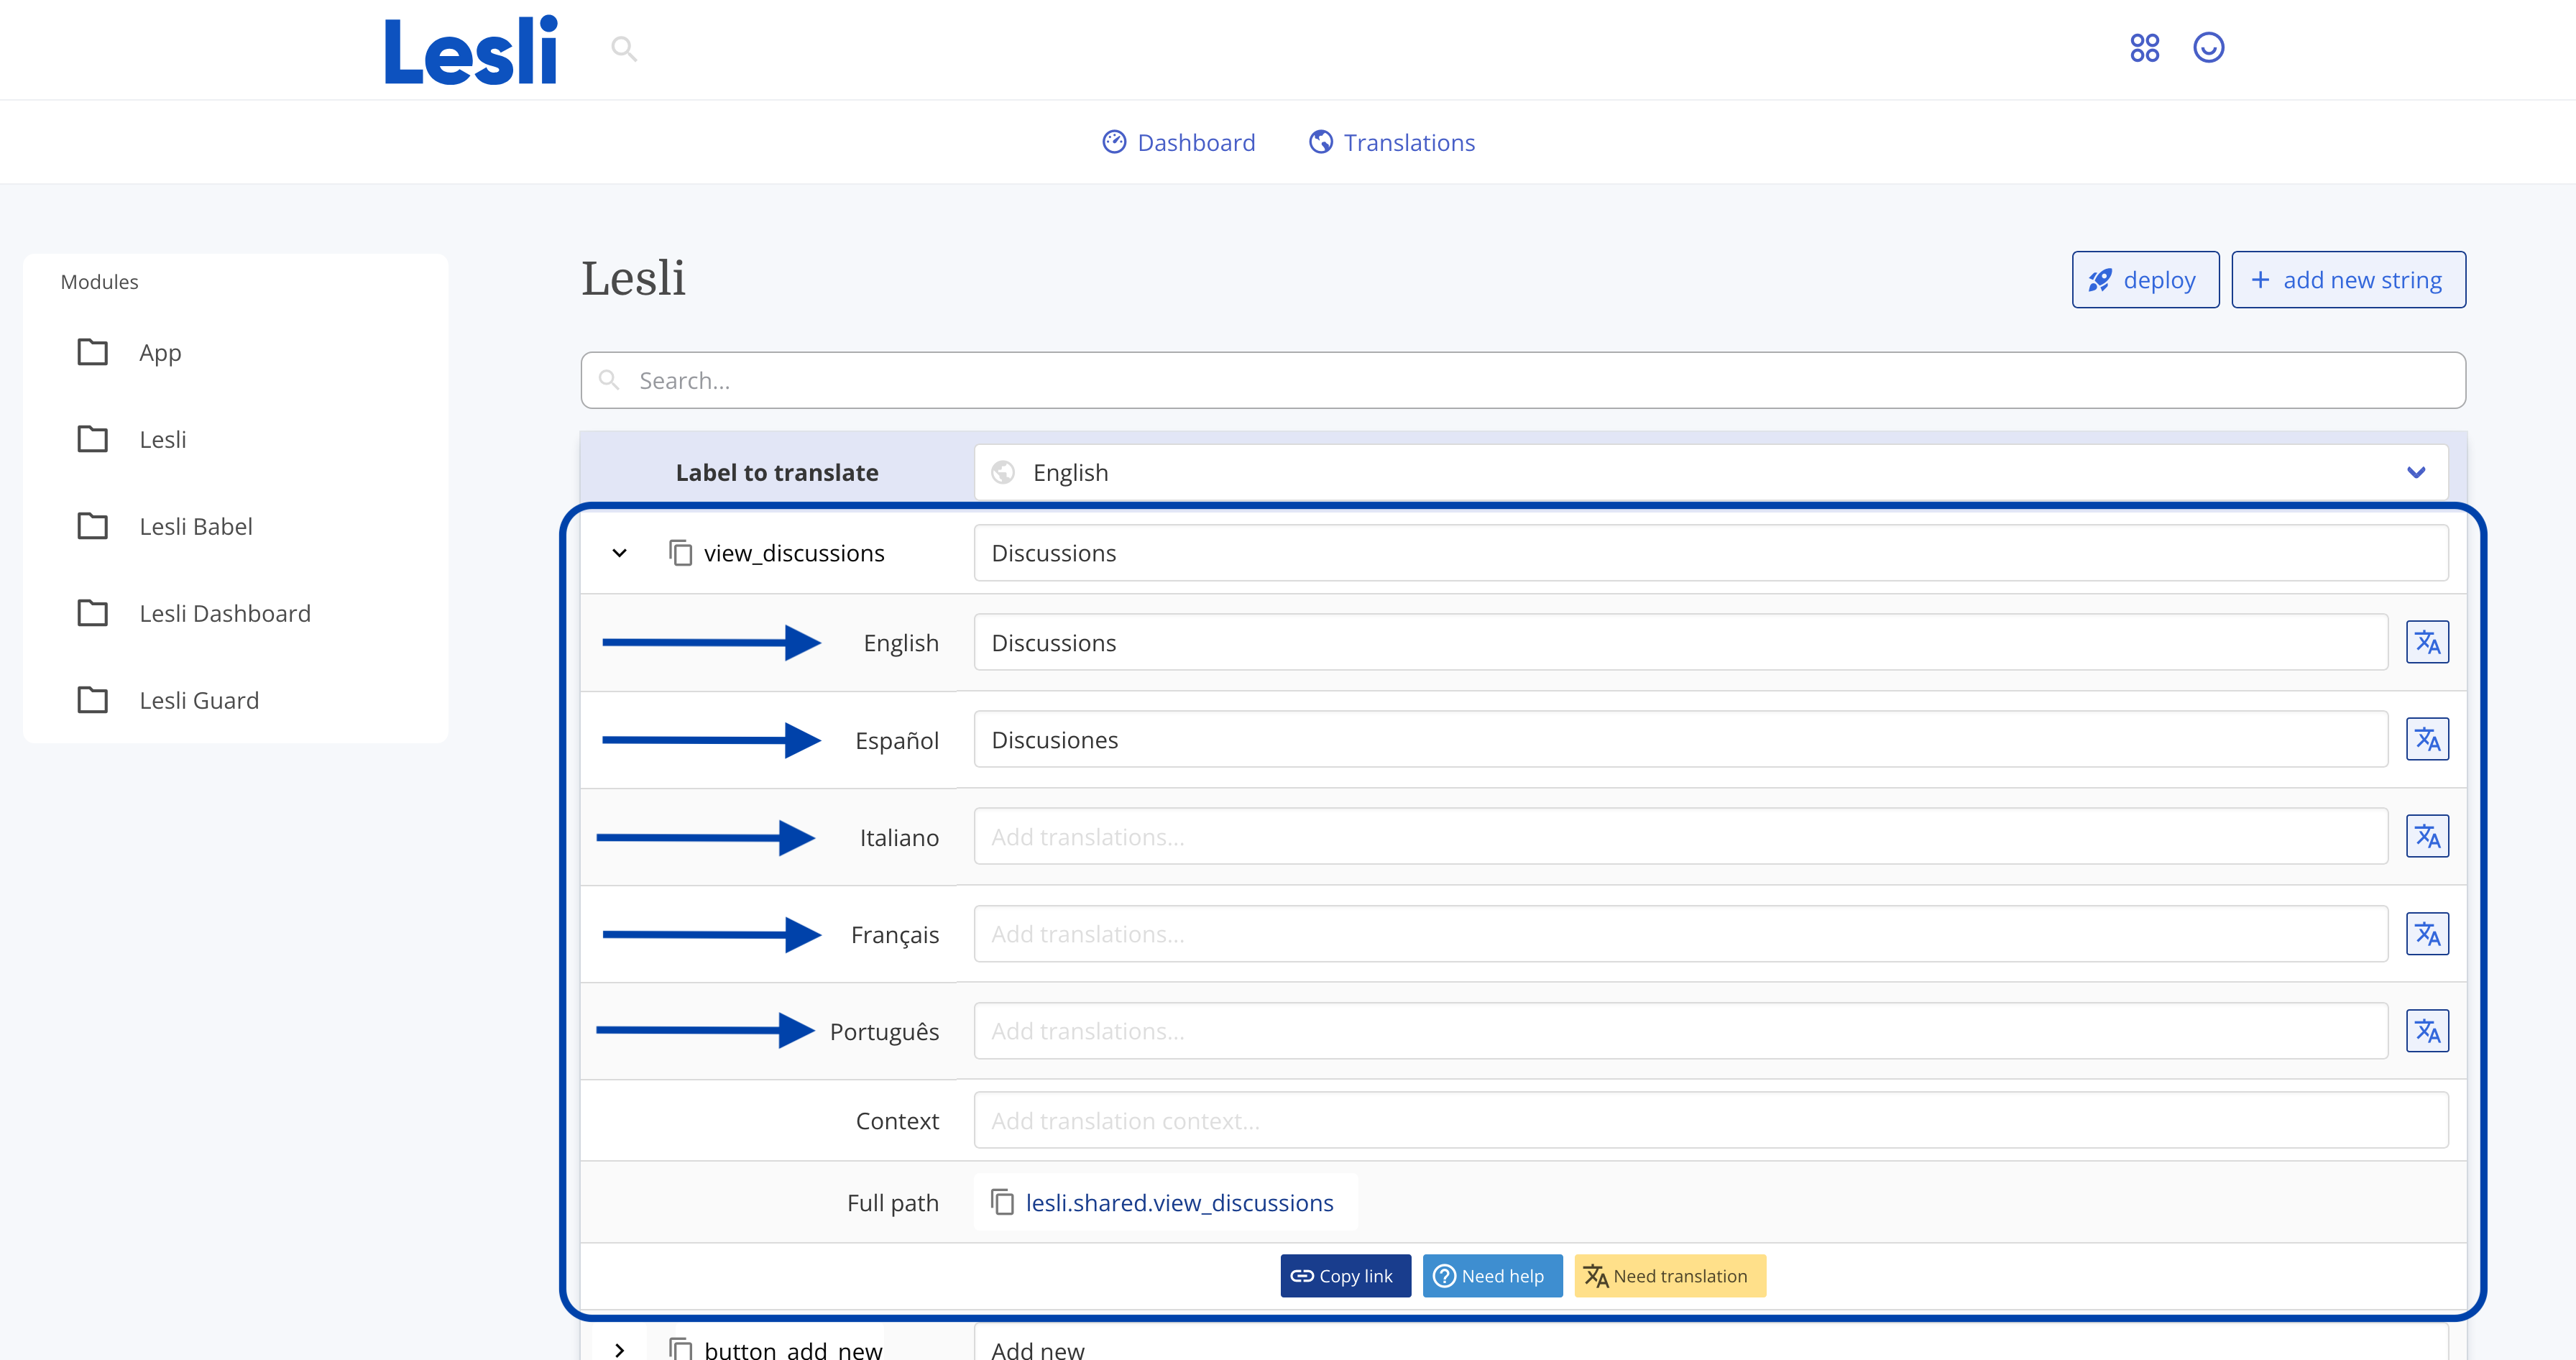 Lesli
Dashboard
Translations
Modules
App
Lesli
Lesli Babel
Lesli Dashboard
Lesli Guard
Lesli
deploy
+ add new string
Search...
Label to translate
English
view_discussions
Discussions
English
Discussions
Español
Discusiones
Italiano
Add translations...
Français
Add translations...
Português
Add translations...
Context
Add translation context...
Full path
lesli.shared.view_discussions
Copy link
Need help
Need translation
button_add_new
Add new